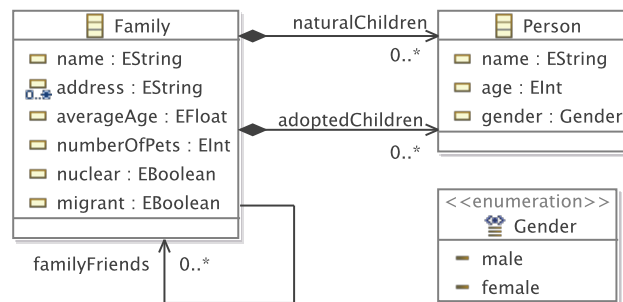 Family
name : EString
address : EString
0..*
averageAge : EFloat
numberOfPets : EInt
nuclear : EBoolean
migrant : EBoolean
naturalChildren
0..*
adoptedChildren
0..*
familyFriends
0..*
Person
name : EString
age : EInt
gender : Gender
<<enumeration>>
Gender
male
female